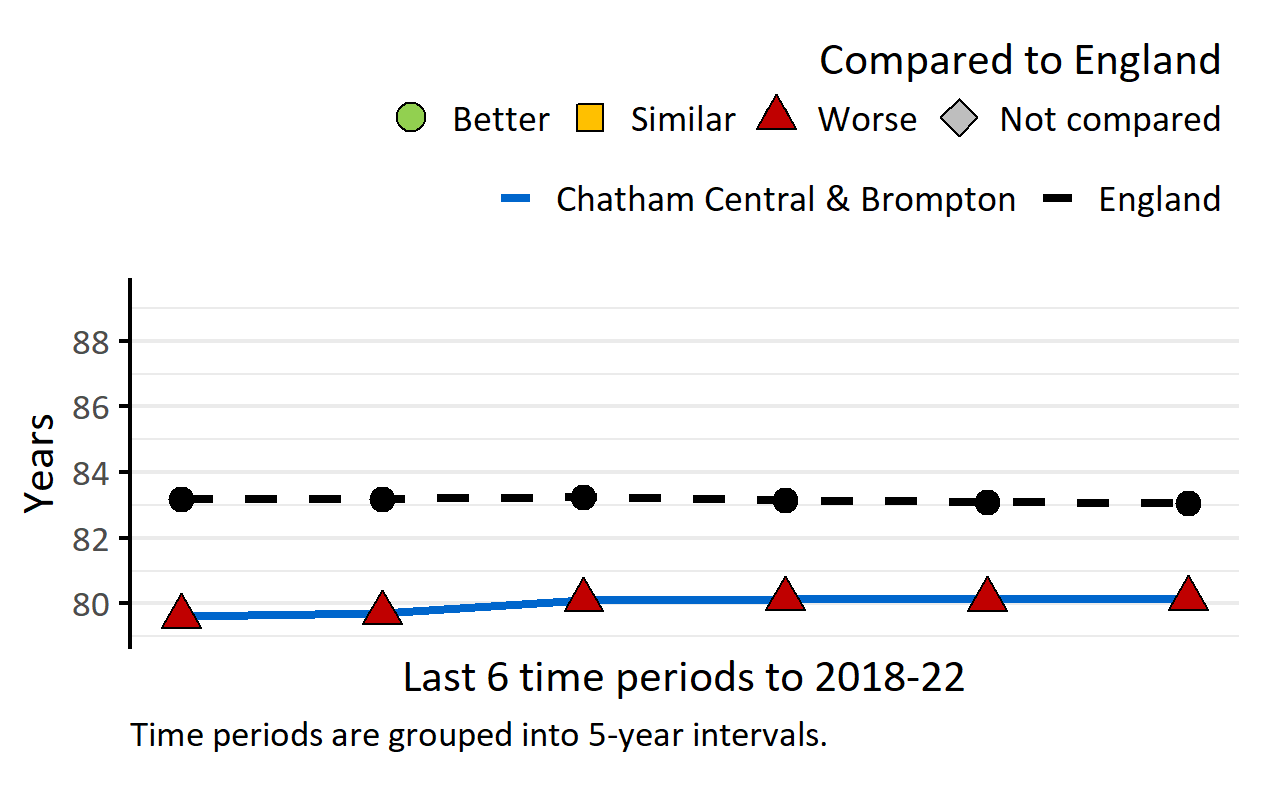 Compared to England
Better Similar Worse Not compared
Chatham Central & Brompton England
88
86
84
82
80
Years
Last 6 time periods to 2018-22
Time periods are grouped into 5-year intervals.